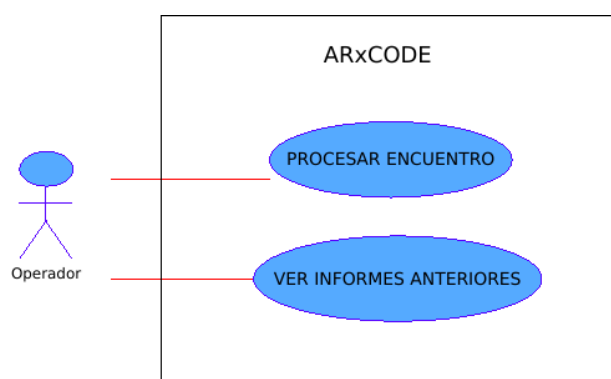 ARxCODE
PROCESAR ENCUENTRO
Operador
VER INFORMES ANTERIORES